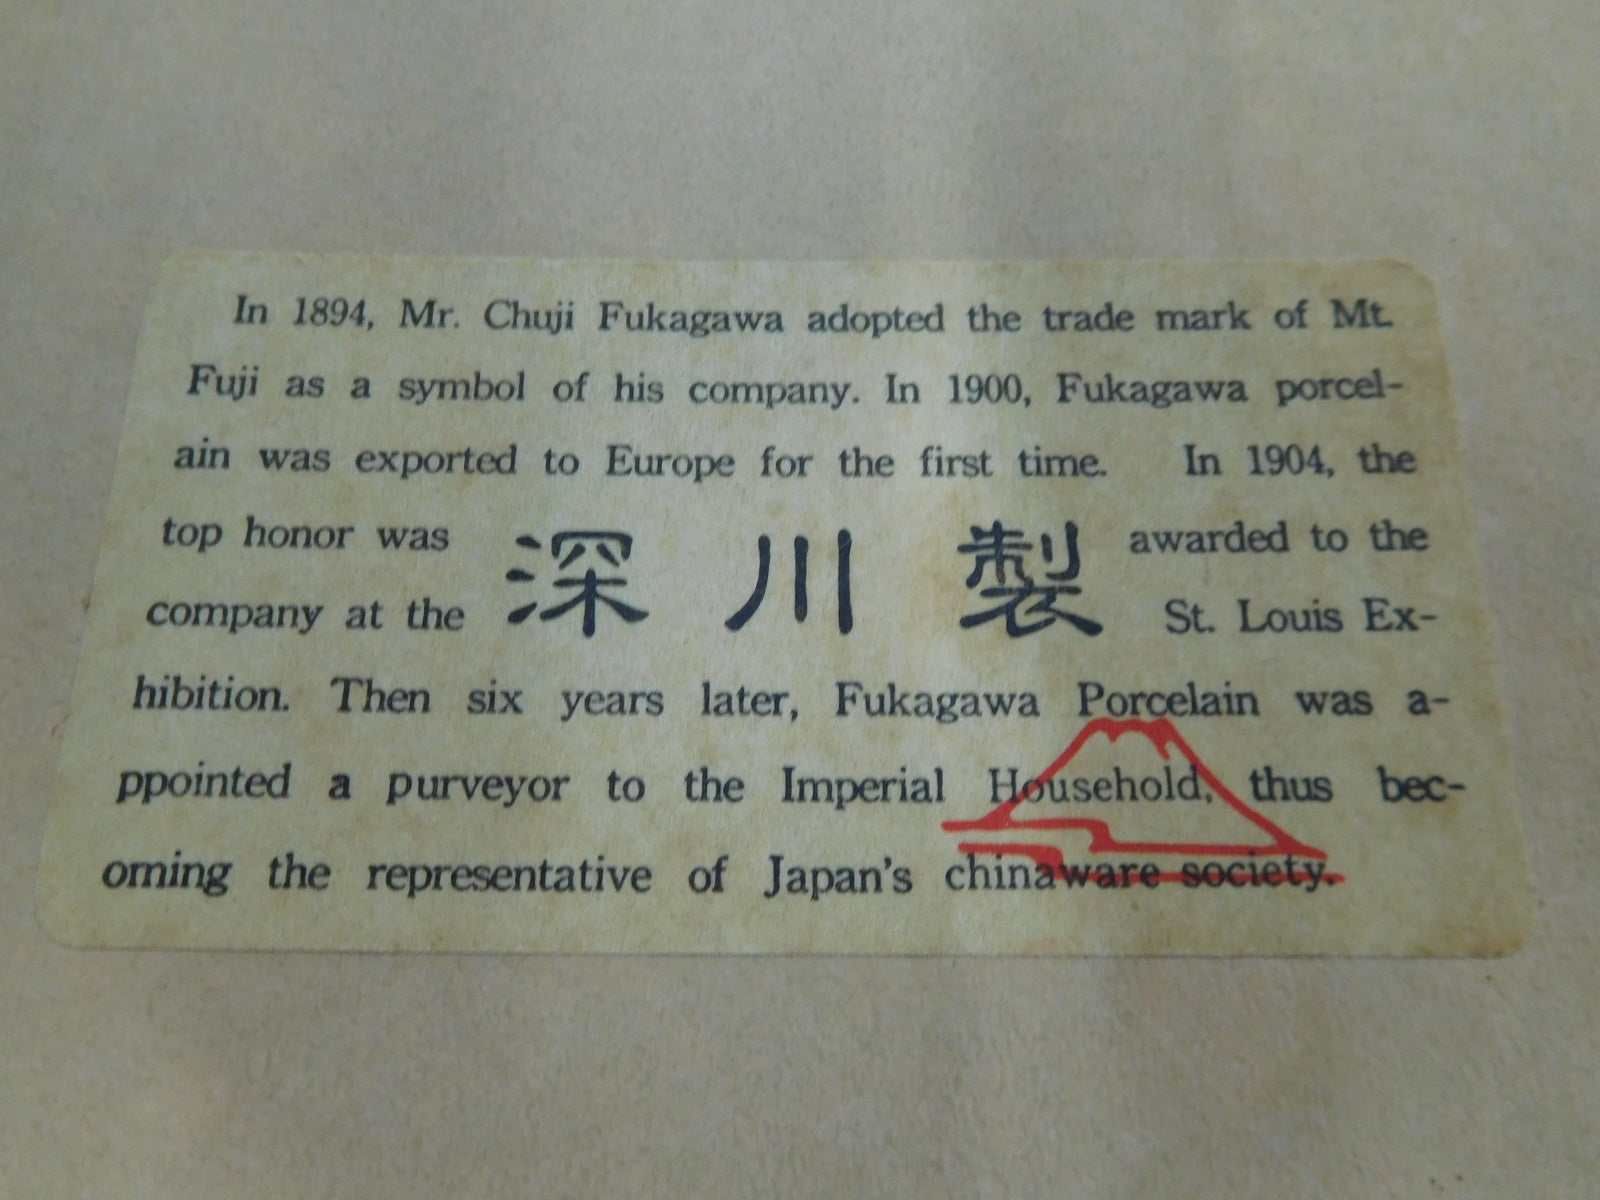 In 1894, Mr. Chuji Fukagawa adopted the trade mark of Mt.
Fuji as a symbol of his company. In 1900, Fukagawa porcel-
ain was exported to Europe for the first time. In 1904, the
top honor was awarded to the
深川製
company at the St. Louis Ex-
hibition. Then six years later, Fukagawa Porcelain was a-
ppointed a purveyor to the Imperial Household, thus bec-
oming the representative of Japan's chinaware society.